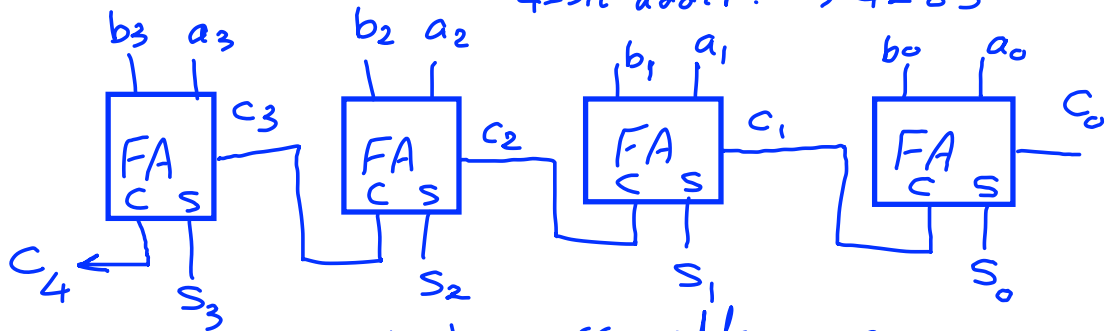 b3 a3 b2 a2 b1 a1 b0 a0
C3 C2 C1 C0
FA FA FA FA
C S C S C S C S
C4 S3 S2 S1 S0